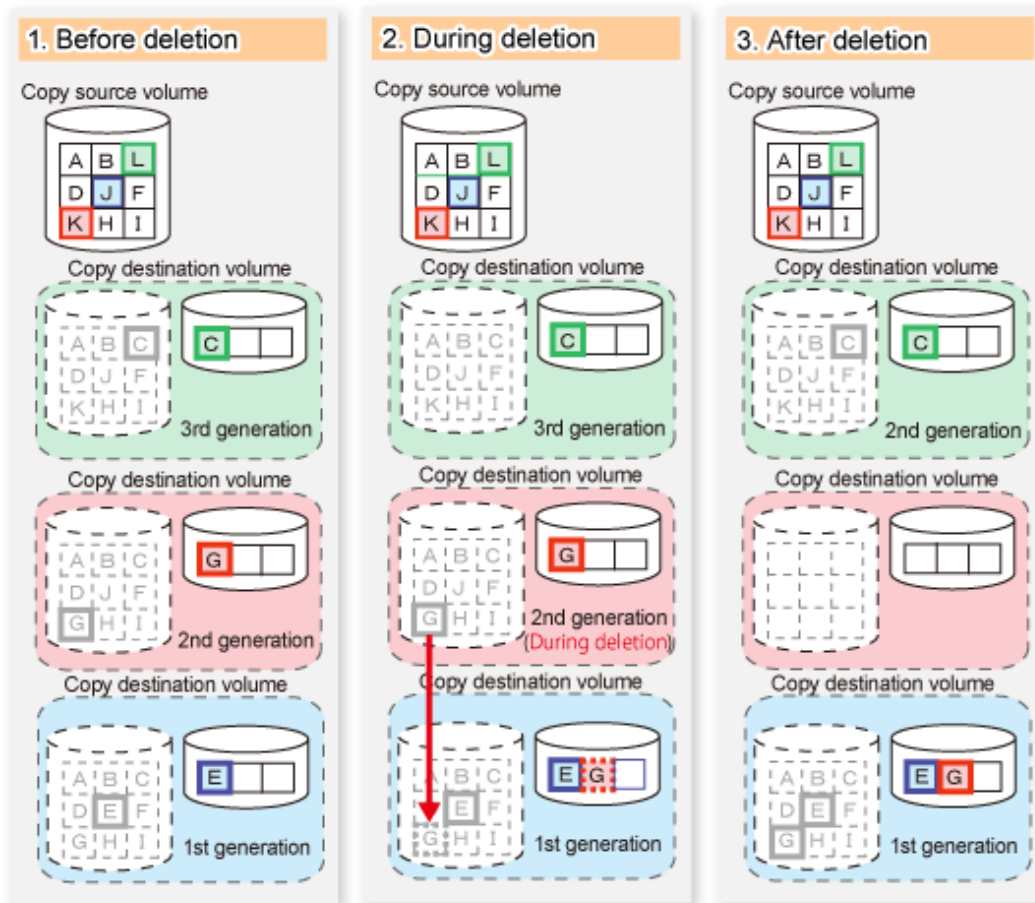 1. Before deletion
Copy source volume
A B L
D J F
K H I
Copy destination volume
A B C
D J F
K H I
C
3rd generation
Copy destination volume
A B C
D J F
G H I
G
2nd generation
Copy destination volume
A B C
D E F
G H I
E
1st generation
2. During deletion
Copy source volume
A B L
D J F
K H I
Copy destination volume
A B C
D J F
K H I
C
3rd generation
Copy destination volume
A B C
D J F
G H I
G
2nd generation
(During deletion)
Copy destination volume
A B C
D E F
G H I
E G
1st generation
3. After deletion
Copy source volume
A B L
D J F
K H I
Copy destination volume
A B C
D J F
K H I
C
2nd generation
Copy destination volume
Copy destination volume
A B C
D E F
G H I
E G
1st generation